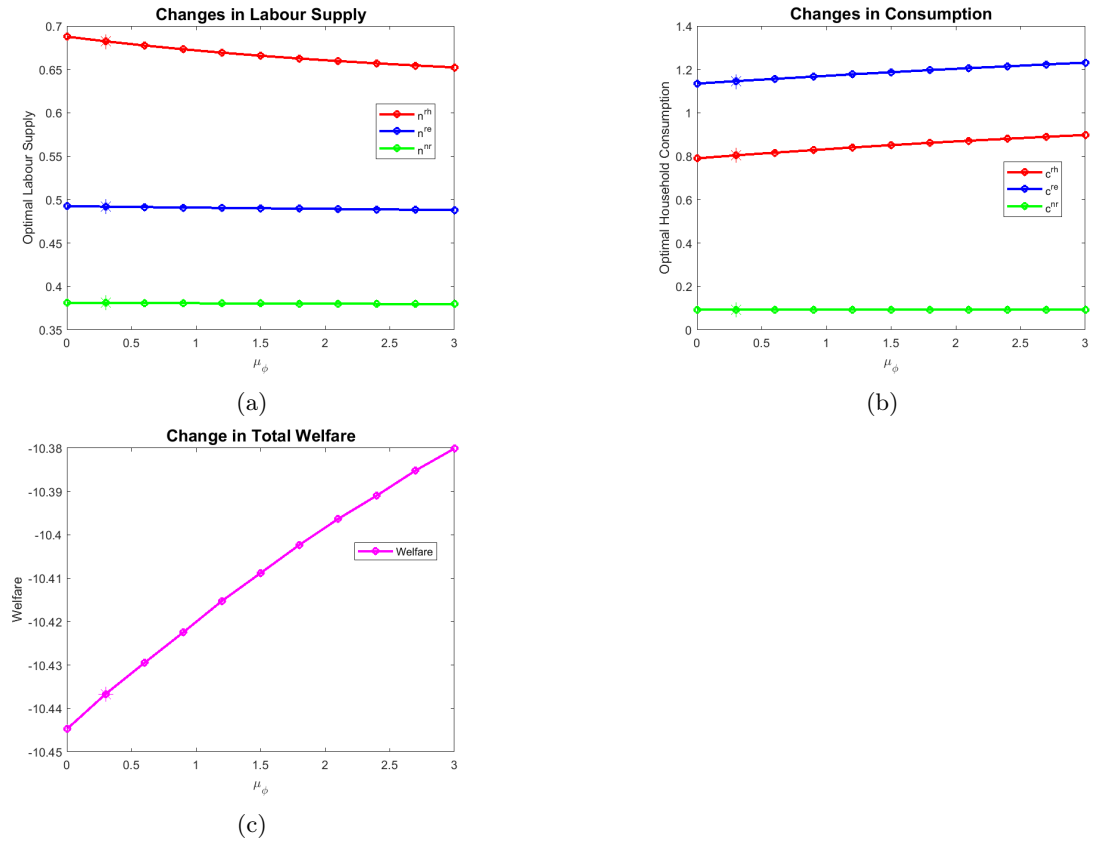 Changes in Labour Supply
0.7
0.65
0.6
0.55
0.5
0.45
0.4
0.35
Optimal Labour Supply
n^rh
n^re
n^nr
0 0.5 1 1.5 2 2.5 3
μ_ϕ
(a)
Changes in Consumption
1.4
1.2
1
0.8
0.6
0.4
0.2
0
Optimal Household Consumption
c^rh
c^re
c^nr
0 0.5 1 1.5 2 2.5 3
μ_ϕ
(b)
Change in Total Welfare
-10.38
-10.39
-10.4
-10.41
-10.42
-10.43
-10.44
-10.45
Welfare
Welfare
0 0.5 1 1.5 2 2.5 3
μ_ϕ
(c)